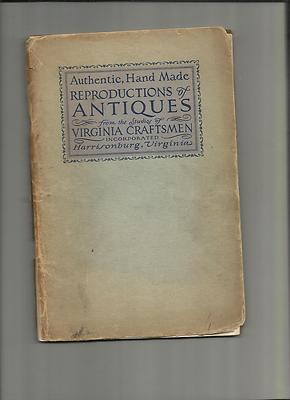 Authentic, Hand Made
REPRODUCTIONS of
ANTIQUES
from the Studios of
VIRGINIA CRAFTSMEN
INCORPORATED
Harrisonburg, Virginia